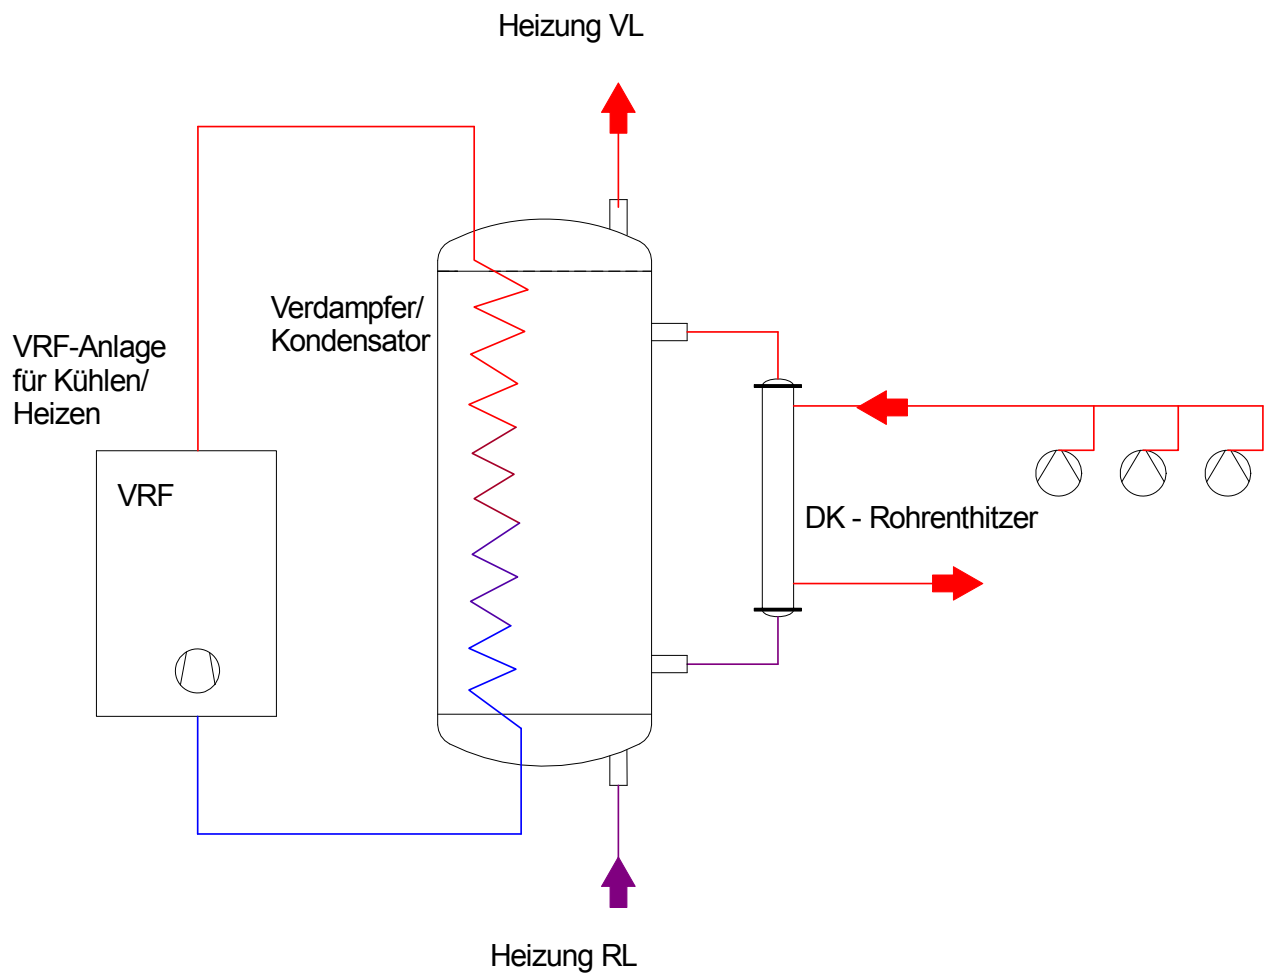 Heizung VL
Verdampfer/
Kondensator
VRF-Anlage
für Kühlen/
Heizen
VRF
DK - Rohrenthitzer
Heizung RL